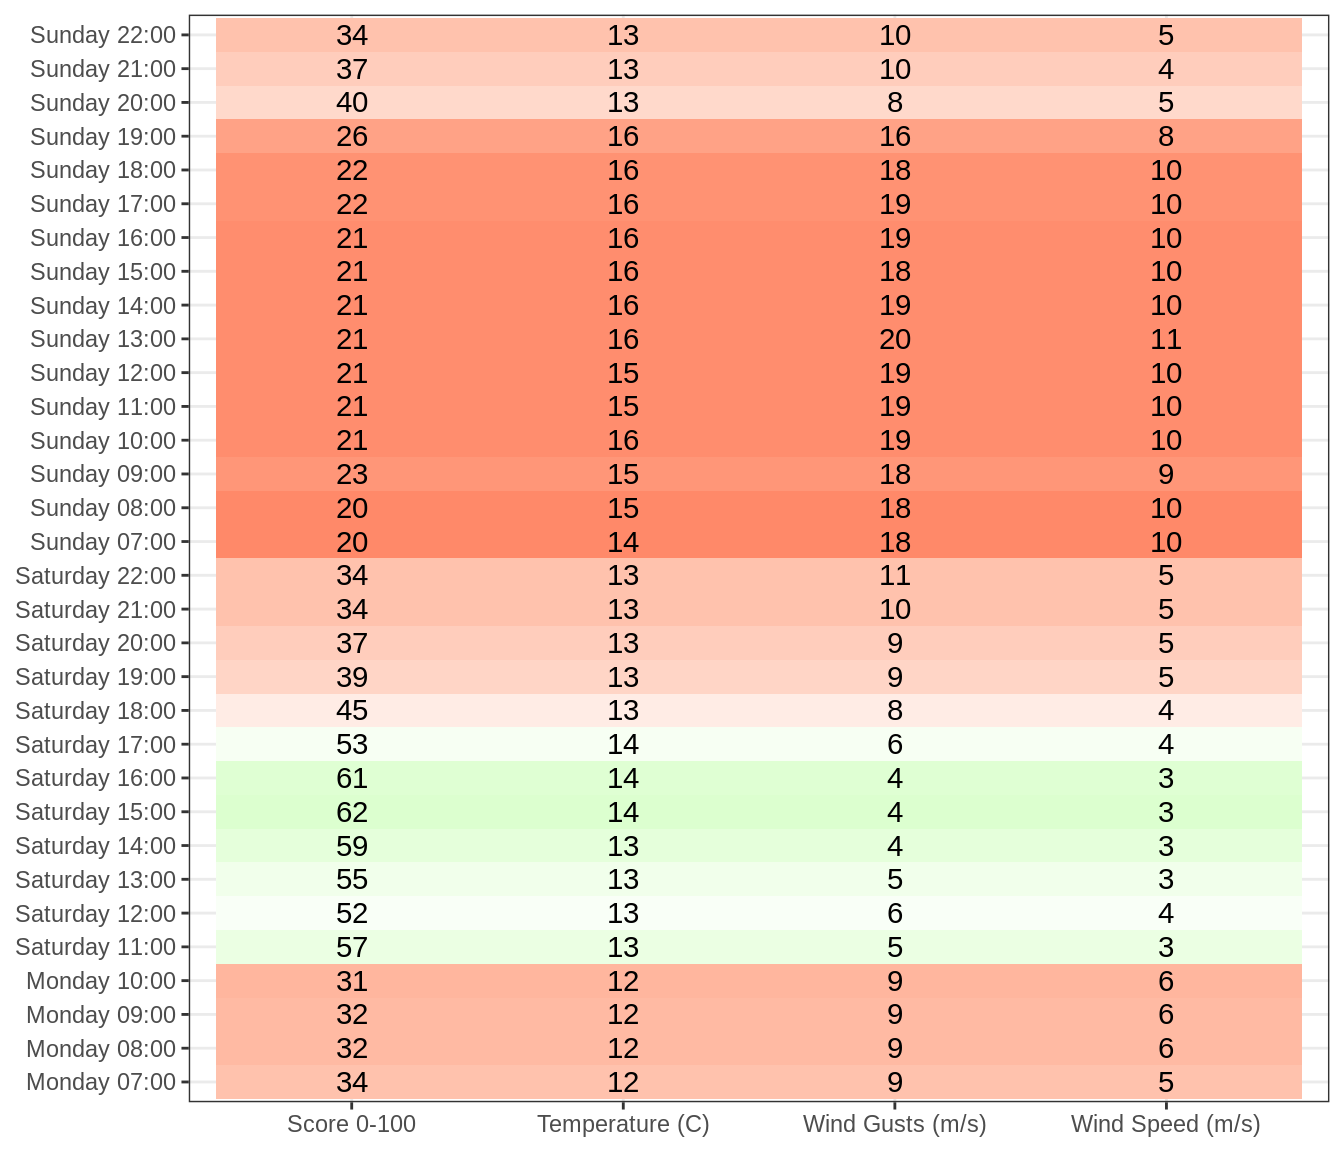 Sunday 22:00 34 13 10 5
Sunday 21:00 37 13 10 4
Sunday 20:00 40 13 8 5
Sunday 19:00 26 16 16 8
Sunday 18:00 22 16 18 10
Sunday 17:00 22 16 19 10
Sunday 16:00 21 16 19 10
Sunday 15:00 21 16 18 10
Sunday 14:00 21 16 19 10
Sunday 13:00 21 16 20 11
Sunday 12:00 21 15 19 10
Sunday 11:00 21 15 19 10
Sunday 10:00 21 16 19 10
Sunday 09:00 23 15 18 9
Sunday 08:00 20 15 18 10
Sunday 07:00 20 14 18 10
Saturday 22:00 34 13 11 5
Saturday 21:00 34 13 10 5
Saturday 20:00 37 13 9 5
Saturday 19:00 39 13 9 5
Saturday 18:00 45 13 8 4
Saturday 17:00 53 14 6 4
Saturday 16:00 61 14 4 3
Saturday 15:00 62 14 4 3
Saturday 14:00 59 13 4 3
Saturday 13:00 55 13 5 3
Saturday 12:00 52 13 6 4
Saturday 11:00 57 13 5 3
Monday 10:00 31 12 9 6
Monday 09:00 32 12 9 6
Monday 08:00 32 12 9 6
Monday 07:00 34 12 9 5
Score 0-100 Temperature (C) Wind Gusts (m/s) Wind Speed (m/s)